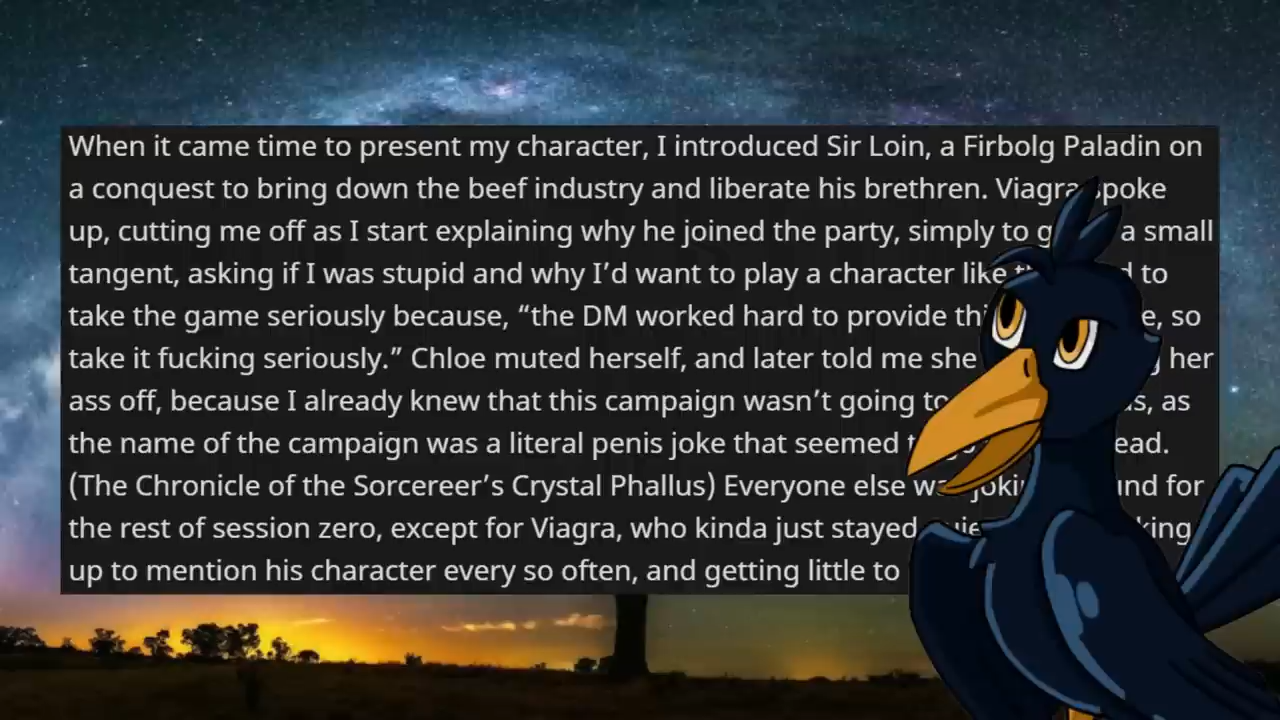 When it came time to present my character, I introduced Sir Loin, a Firbolg Paladin on
a conquest to bring down the beef industry and liberate his brethren. Viagra spoke
up, cutting me off as I start explaining why he joined the party, simply to a small
tangent, asking if I was stupid and why I’d want to play a character like to
take the game seriously because, “the DM worked hard to provide so
take it fucking seriously.” Chloe muted herself, and later told me she her
ass off, because I already knew that this campaign wasn’t going to as
the name of the campaign was a literal penis joke that seemed
(The Chronicle of the Sorcereer’s Crystal Phallus) Everyone else was for
the rest of session zero, except for Viagra, who kinda just stayed
up to mention his character every so often, and getting little to